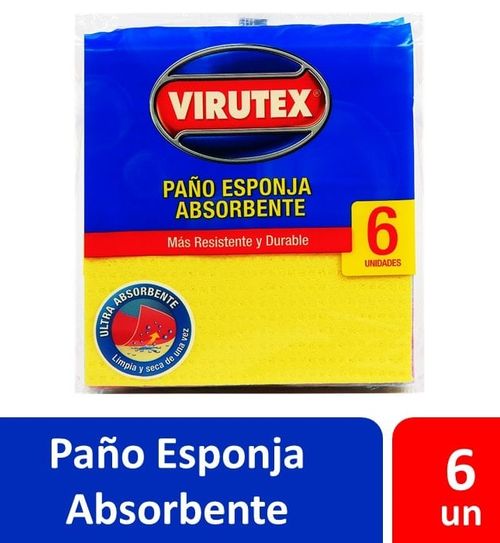 VIRUTEX
PAÑO ESPONJA
ABSORBENTE
Más Resistente y Durable
6
UNIDADES
ULTRA ABSORBENTE
Limpia y seca de una vez
Paño Esponja
Absorbente
6
un